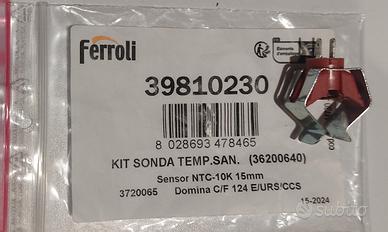 Ferroli
39810230
8 028693 478465
KIT SONDA TEMP.SAN. (36200640)
Sensor NTC-10K 15mm
3720065 Domina C/F 124 E/URS/CCS
15-2024
subito